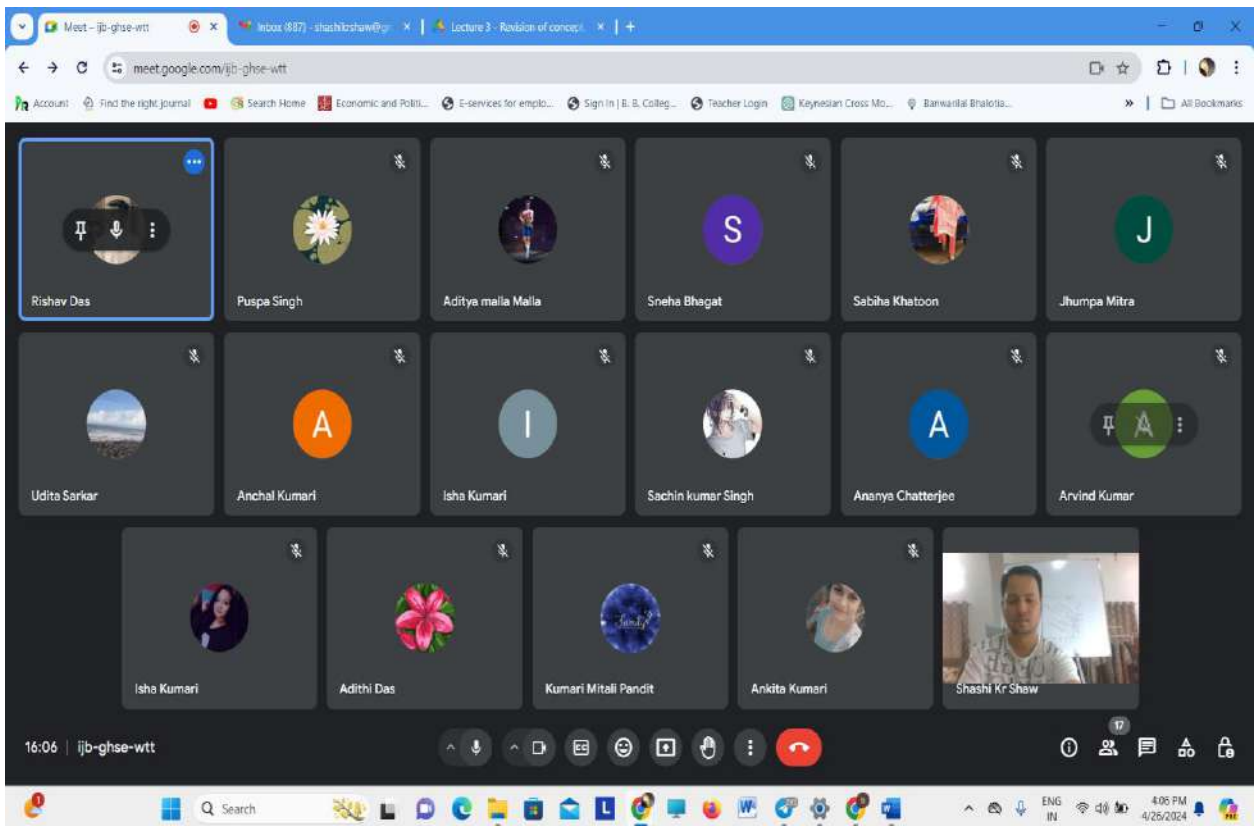 Meet – ijb-ghse-wtt
Inbox (887) - shashikrshaw@g
Lecture 3 - Revision of concep
meet.google.com/ijb-ghse-wtt
Account
Find the right journal
Search Home
Economic and Politi...
E-services for emplo...
Sign In | B. B. Colleg...
Teacher Login
Keynesian Cross Mo...
Banwarilal Bhalotia...
»
All Bookmarks
Rishav Das
Puspa Singh
Aditya malla Malla
S
Sneha Bhagat
Sabiha Khatoon
J
Jhumpa Mitra
Udita Sarkar
A
Anchal Kumari
I
Isha Kumari
Sachin kumar Singh
A
Ananya Chatterjee
A
Arvind Kumar
Isha Kumari
Adithi Das
Kumari Mitali Pandit
Ankita Kumari
Shashi Kr Shaw
16:06 | ijb-ghse-wtt
17
Search
ENG
IN
4:06 PM
4/26/2024